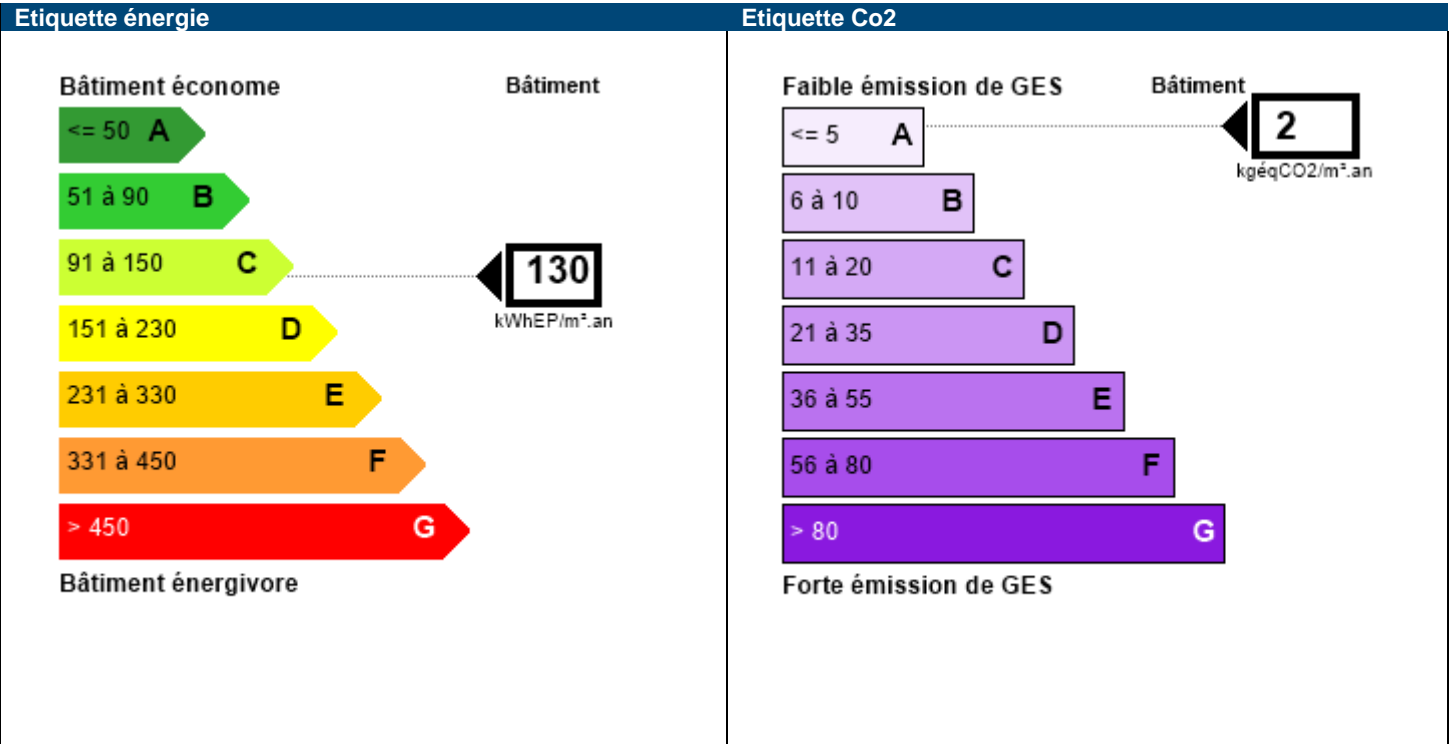 Etiquette énergie
Bâtiment économe
Bâtiment
<= 50 A
51 à 90 B
91 à 150 C
130
kWhEP/m².an
151 à 230 D
231 à 330 E
331 à 450 F
> 450 G
Bâtiment énergivore
Etiquette Co2
Faible émission de GES
Bâtiment
<= 5 A
2
kgéqCO2/m².an
6 à 10 B
11 à 20 C
21 à 35 D
36 à 55 E
56 à 80 F
> 80 G
Forte émission de GES